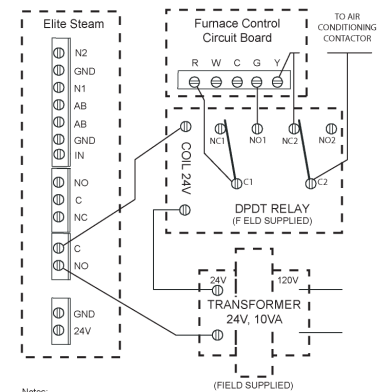 Elite Steam
N2
GND
N1
AB
AB
GND
IN
NO
C
NC
C
NO
GND
24V
Furnace Control
Circuit Board
R W C G Y
TO AIR
CONDITIONING
CONTACTOR
COIL 24V
NC1
NO1
NC2
NO2
C1
C2
DPDT RELAY
(F ELD SUPPLIED)
24V
120V
TRANSFORMER
24V, 10VA
(FIELD SUPPLIED)
Notes: